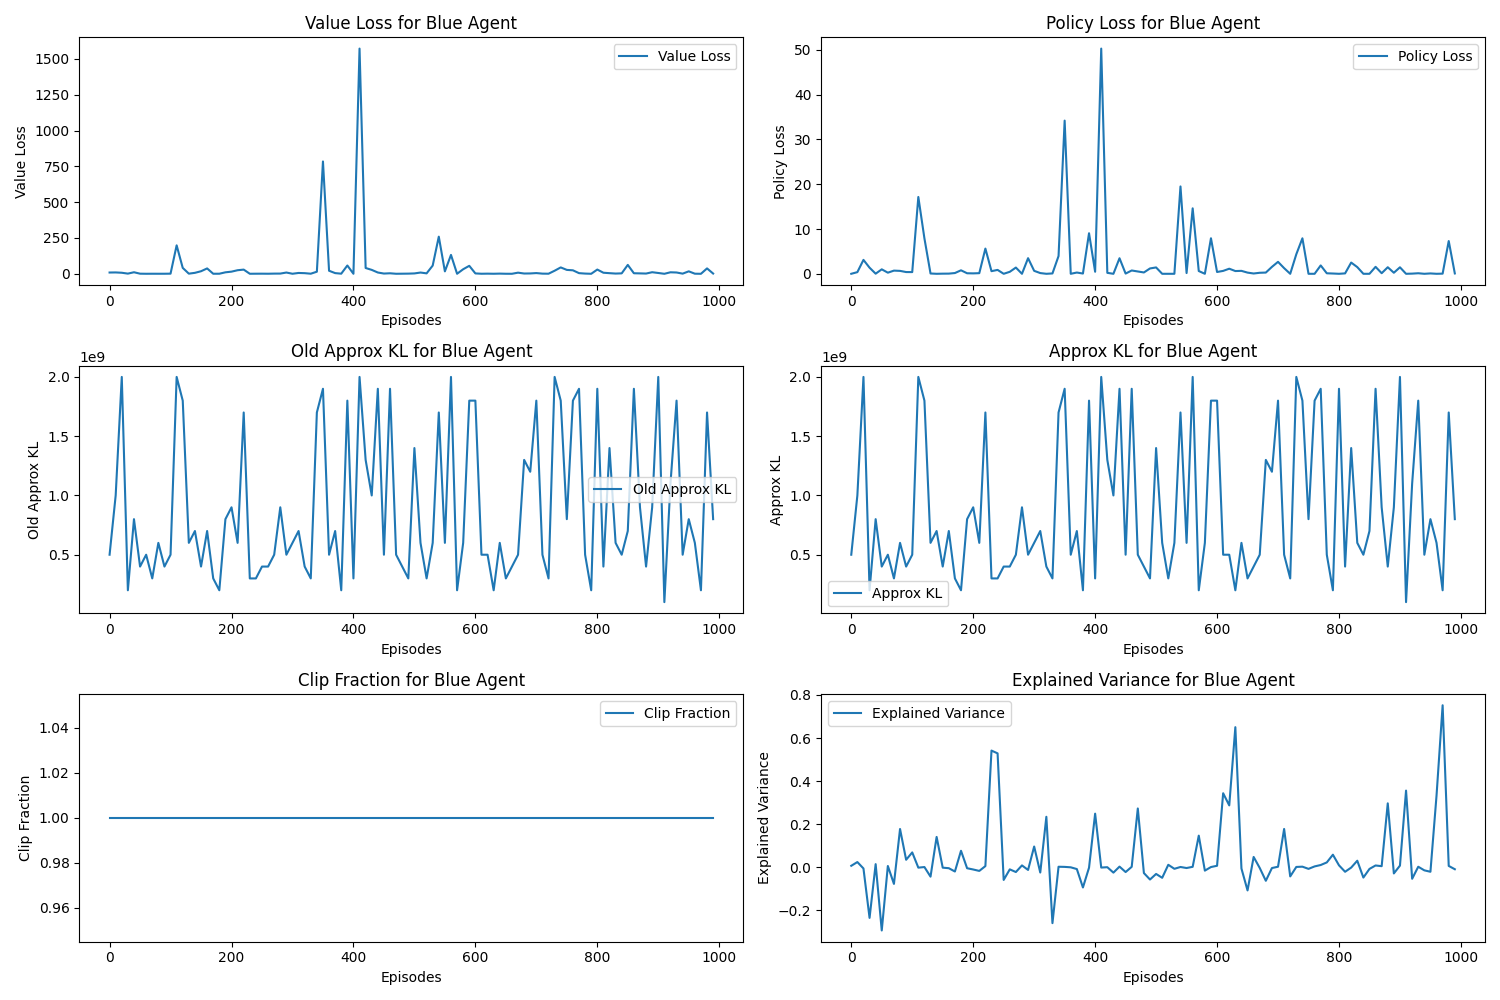 Value Loss for Blue Agent
Value Loss
1500
1250
1000
750
500
250
0
Value Loss
0 200 400 600 800 1000
Episodes
Policy Loss for Blue Agent
Policy Loss
50
40
30
20
10
0
Policy Loss
0 200 400 600 800 1000
Episodes
Old Approx KL for Blue Agent
1e9
2.0
1.5
1.0
0.5
Old Approx KL
Old Approx KL
0 200 400 600 800 1000
Episodes
Approx KL for Blue Agent
1e9
2.0
1.5
1.0
0.5
Approx KL
Approx KL
0 200 400 600 800 1000
Episodes
Clip Fraction for Blue Agent
Clip Fraction
1.04
1.02
1.00
0.98
0.96
Clip Fraction
0 200 400 600 800 1000
Episodes
Explained Variance for Blue Agent
Explained Variance
0.8
0.6
0.4
0.2
0.0
−0.2
Explained Variance
0 200 400 600 800 1000
Episodes